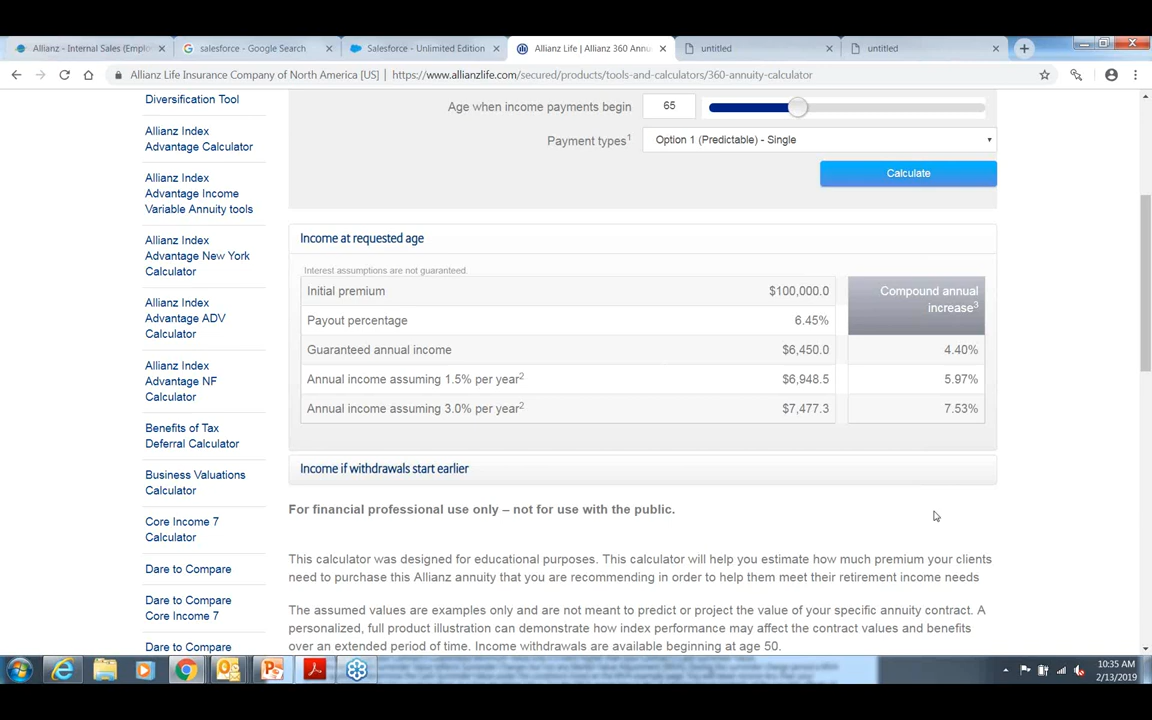 Allianz - Internal Sales (Emplo
salesforce - Google Search
Salesforce - Unlimited Edition
Allianz Life | Allianz 360 Annu
untitled
untitled
Allianz Life Insurance Company of North America [US] | https://www.allianzlife.com/secured/products/tools-and-calculators/360-annuity-calculator
Diversification Tool
Allianz Index
Advantage Calculator
Allianz Index
Advantage Income
Variable Annuity tools
Allianz Index
Advantage New York
Calculator
Allianz Index
Advantage ADV
Calculator
Allianz Index
Advantage NF
Calculator
Benefits of Tax
Deferral Calculator
Business Valuations
Calculator
Core Income 7
Calculator
Dare to Compare
Dare to Compare
Core Income 7
Dare to Compare
Age when income payments begin 65
Payment types1 Option 1 (Predictable) - Single
Calculate
Income at requested age
Interest assumptions are not guaranteed.
Initial premium $100,000.0
Compound annual
increase3
Payout percentage 6.45%
Guaranteed annual income $6,450.0 4.40%
Annual income assuming 1.5% per year2 $6,948.5 5.97%
Annual income assuming 3.0% per year2 $7,477.3 7.53%
Income if withdrawals start earlier
For financial professional use only – not for use with the public.
This calculator was designed for educational purposes. This calculator will help you estimate how much premium your clients
need to purchase this Allianz annuity that you are recommending in order to help them meet their retirement income needs
The assumed values are examples only and are not meant to predict or project the value of your specific annuity contract. A
personalized, full product illustration can demonstrate how index performance may affect the contract values and benefits
over an extended period of time. Income withdrawals are available beginning at age 50.
10:35 AM
2/13/2019